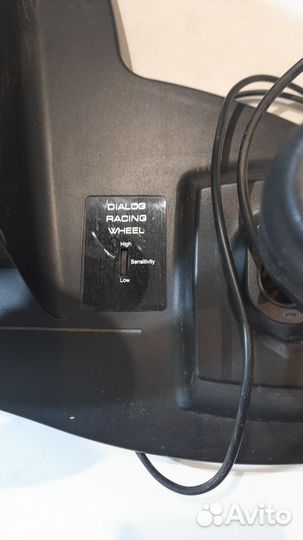 DIALOG
RACING
WHEEL
High
Sensitivity
Low
Avito